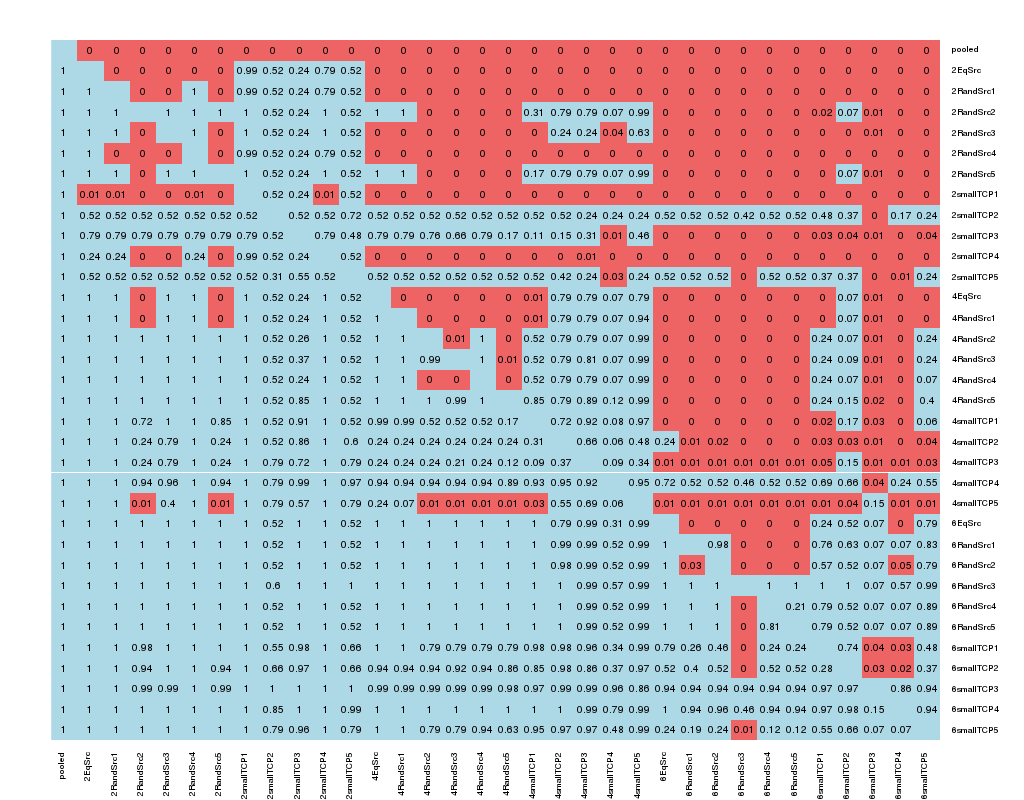 0 0 0 0 0 0 0 0 0 0 0 0 0 0 0 0 0 0 0 0 0 0 0 0 0 0 0 0 0 0 0 0 0 pooled
1 0 0 0 0 0 0.99 0.52 0.24 0.79 0.52 0 0 0 0 0 0 0 0 0 0 0 0 0 0 0 0 0 0 0 0 0 0 2EqSrc
1 1 0 0 1 0 0.99 0.52 0.24 0.79 0.52 0 0 0 0 0 0 0 0 0 0 0 0 0 0 0 0 0 0 0 0 0 0 2RandSrc1
1 1 1 1 1 1 1 0.52 0.24 1 0.52 1 1 0 0 0 0 0.31 0.79 0.79 0.07 0.99 0 0 0 0 0 0 0.02 0.07 0.01 0 0 2RandSrc2
1 1 1 0 1 0 1 0.52 0.24 1 0.52 0 0 0 0 0 0 0 0.24 0.24 0.04 0.63 0 0 0 0 0 0 0 0 0.01 0 0 2RandSrc3
1 1 0 0 0 0 0.99 0.52 0.24 0.79 0.52 0 0 0 0 0 0 0 0 0 0 0 0 0 0 0 0 0 0 0 0 0 0 2RandSrc4
1 1 1 0 1 1 1 0.52 0.24 1 0.52 1 1 0 0 0 0 0.17 0.79 0.79 0.07 0.99 0 0 0 0 0 0 0 0.07 0.01 0 0 2RandSrc5
1 0.01 0.01 0 0 0.01 0 0.52 0.24 0.01 0.52 0 0 0 0 0 0 0 0 0 0 0 0 0 0 0 0 0 0 0 0 0 0 2smallTCP1
1 0.52 0.52 0.52 0.52 0.52 0.52 0.52 0.52 0.52 0.72 0.52 0.52 0.52 0.52 0.52 0.52 0.52 0.52 0.24 0.24 0.24 0.52 0.52 0.52 0.42 0.52 0.52 0.48 0.37 0 0.17 0.24 2smallTCP2
1 0.79 0.79 0.79 0.79 0.79 0.79 0.79 0.52 0.79 0.48 0.79 0.79 0.76 0.66 0.79 0.17 0.11 0.15 0.31 0.01 0.46 0 0 0 0 0 0 0.03 0.04 0.01 0 0.04 2smallTCP3
1 0.24 0.24 0 0 0.24 0 0.99 0.52 0.24 0.52 0 0 0 0 0 0 0 0 0.01 0 0 0 0 0 0 0 0 0 0 0 0 0 2smallTCP4
1 0.52 0.52 0.52 0.52 0.52 0.52 0.52 0.31 0.55 0.52 0.52 0.52 0.52 0.52 0.52 0.52 0.52 0.42 0.24 0.03 0.24 0.52 0.52 0.52 0 0.52 0.52 0.37 0.37 0 0.01 0.24 2smallTCP5
1 1 1 0 1 1 0 1 0.52 0.24 1 0.52 0 0 0 0 0 0.01 0.79 0.79 0.07 0.79 0 0 0 0 0 0 0 0.07 0.01 0 0 4EqSrc
1 1 1 0 1 1 0 1 0.52 0.24 1 0.52 1 0 0 0 0 0.01 0.79 0.79 0.07 0.94 0 0 0 0 0 0 0 0.07 0.01 0 0 4RandSrc1
1 1 1 1 1 1 1 1 0.52 0.26 1 0.52 1 1 0.01 1 0 0.52 0.79 0.79 0.07 0.99 0 0 0 0 0 0 0.24 0.07 0.01 0 0.24 4RandSrc2
1 1 1 1 1 1 1 1 0.52 0.37 1 0.52 1 1 0.99 1 0.01 0.52 0.79 0.81 0.07 0.99 0 0 0 0 0 0 0.24 0.09 0.01 0 0.24 4RandSrc3
1 1 1 1 1 1 1 1 0.52 0.24 1 0.52 1 1 0 0 0 0.52 0.79 0.79 0.07 0.99 0 0 0 0 0 0 0.24 0.07 0.01 0 0.07 4RandSrc4
1 1 1 1 1 1 1 1 0.52 0.85 1 0.52 1 1 1 0.99 1 0.85 0.79 0.89 0.12 0.99 0 0 0 0 0 0 0.24 0.15 0.02 0 0.4 4RandSrc5
1 1 1 0.72 1 1 0.85 1 0.52 0.91 1 0.52 0.99 0.99 0.52 0.52 0.52 0.17 0.72 0.92 0.08 0.97 0 0 0 0 0 0 0.02 0.17 0.03 0 0.06 4smallTCP1
1 1 1 0.24 0.79 1 0.24 1 0.52 0.86 1 0.6 0.24 0.24 0.24 0.24 0.24 0.24 0.31 0.66 0.06 0.48 0.24 0.01 0.02 0 0 0 0.03 0.03 0.01 0 0.04 4smallTCP2
1 1 1 0.24 0.79 1 0.24 1 0.79 0.72 1 0.79 0.24 0.24 0.24 0.21 0.24 0.12 0.09 0.37 0.09 0.34 0.01 0.01 0.01 0.01 0.01 0.01 0.05 0.15 0.01 0.01 0.03 4smallTCP3
1 1 1 0.94 0.96 1 0.94 1 0.79 0.99 1 0.97 0.94 0.94 0.94 0.94 0.94 0.89 0.93 0.95 0.92 0.95 0.72 0.52 0.52 0.46 0.52 0.52 0.69 0.66 0.04 0.24 0.55 4smallTCP4
1 1 1 0.01 0.4 1 0.01 1 0.79 0.57 1 0.79 0.24 0.07 0.01 0.01 0.01 0.01 0.03 0.55 0.69 0.06 0.01 0.01 0.01 0.01 0.01 0.01 0.01 0.04 0.15 0.01 0.01 4smallTCP5
1 1 1 1 1 1 1 1 0.52 1 1 0.52 1 1 1 1 1 1 1 0.79 0.99 0.31 0.99 0 0 0 0 0 0.24 0.52 0.07 0 0.79 6EqSrc
1 1 1 1 1 1 1 1 0.52 1 1 0.52 1 1 1 1 1 1 1 0.99 0.99 0.52 0.99 1 0.98 0 0 0 0.76 0.63 0.07 0.07 0.83 6RandSrc1
1 1 1 1 1 1 1 1 0.52 1 1 0.52 1 1 1 1 1 1 1 0.98 0.99 0.52 0.99 1 0.03 0 0 0 0.57 0.52 0.07 0.05 0.79 6RandSrc2
1 1 1 1 1 1 1 1 0.6 1 1 1 1 1 1 1 1 1 1 1 0.99 0.57 0.99 1 1 1 1 1 1 1 0.07 0.57 0.99 6RandSrc3
1 1 1 1 1 1 1 1 0.52 1 1 0.52 1 1 1 1 1 1 1 1 0.99 0.52 0.99 1 1 1 0 0.21 0.79 0.52 0.07 0.07 0.89 6RandSrc4
1 1 1 1 1 1 1 1 0.52 1 1 0.52 1 1 1 1 1 1 1 1 0.99 0.52 0.99 1 1 1 0 0.81 0.79 0.52 0.07 0.07 0.89 6RandSrc5
1 1 1 0.98 1 1 1 1 0.55 0.98 1 0.66 1 1 0.79 0.79 0.79 0.79 0.98 0.98 0.96 0.34 0.99 0.79 0.26 0.46 0 0.24 0.24 0.74 0.04 0.03 0.48 6smallTCP1
1 1 1 0.94 1 1 0.94 1 0.66 0.97 1 0.66 0.94 0.94 0.94 0.92 0.94 0.86 0.85 0.98 0.86 0.37 0.97 0.52 0.4 0.52 0 0.52 0.52 0.28 0.03 0.02 0.37 6smallTCP2
1 1 1 0.99 0.99 1 0.99 1 1 1 1 1 0.99 0.99 0.99 0.99 0.99 0.98 0.97 0.99 0.99 0.96 0.86 0.94 0.94 0.94 0.94 0.94 0.94 0.97 0.97 0.86 0.94 6smallTCP3
1 1 1 1 1 1 1 1 0.85 1 1 0.99 1 1 1 1 1 1 1 1 0.99 0.79 0.99 1 0.94 0.96 0.46 0.94 0.94 0.97 0.98 0.15 0.94 6smallTCP4
1 1 1 1 1 1 1 1 0.79 0.96 1 0.79 1 1 0.79 0.79 0.94 0.63 0.95 0.97 0.97 0.48 0.99 0.24 0.19 0.24 0.01 0.12 0.12 0.55 0.66 0.07 0.07 6smallTCP5
pooled
2EqSrc
2RandSrc1
2RandSrc2
2RandSrc3
2RandSrc4
2RandSrc5
2smallTCP1
2smallTCP2
2smallTCP3
2smallTCP4
2smallTCP5
4EqSrc
4RandSrc1
4RandSrc2
4RandSrc3
4RandSrc4
4RandSrc5
4smallTCP1
4smallTCP2
4smallTCP3
4smallTCP4
4smallTCP5
6EqSrc
6RandSrc1
6RandSrc2
6RandSrc3
6RandSrc4
6RandSrc5
6smallTCP1
6smallTCP2
6smallTCP3
6smallTCP4
6smallTCP5